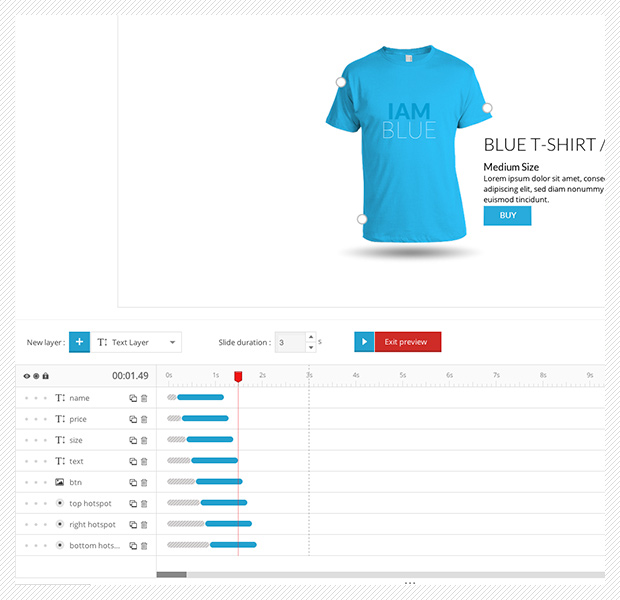 IAM
BLUE
BLUE T-SHIRT /
Medium Size
Lorem ipsum dolor sit amet, conse
adipiscing elit, sed diam nonummy
euismod tincidunt.
BUY
New layer : + T Text Layer Slide duration : 3 s Exit preview
00:01.49 0s 1s 2s 3s 4s 5s 6s 7s 8s 9s
T name
T price
T size
T text
btn
top hotspot
right hotspot
bottom hots...